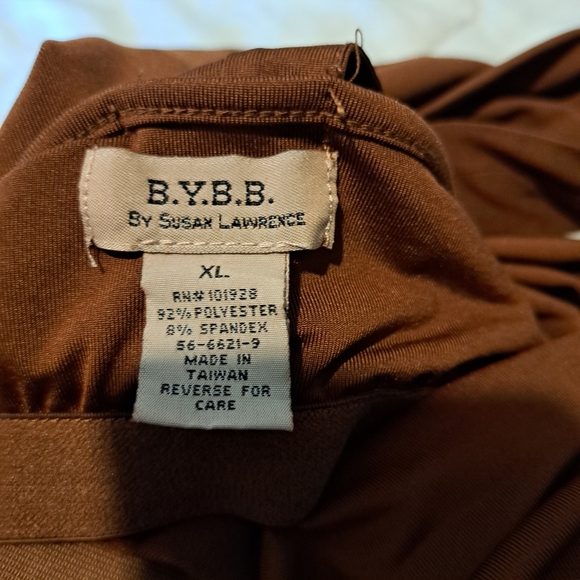 B.Y.B.B.
BY SUSAN LAWRENCE
XL
RN#101928
92% POLYESTER
8% SPANDEX
56-6621-9
MADE IN
TAIWAN
REVERSE FOR
CARE